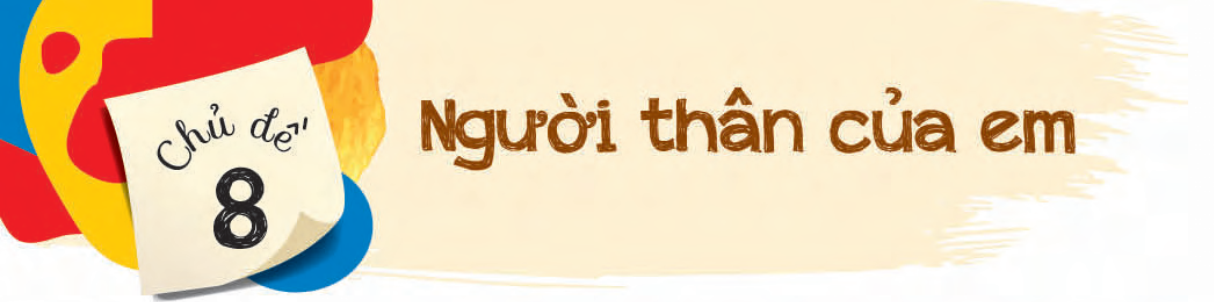 Chủ đề
8
Người thân của em